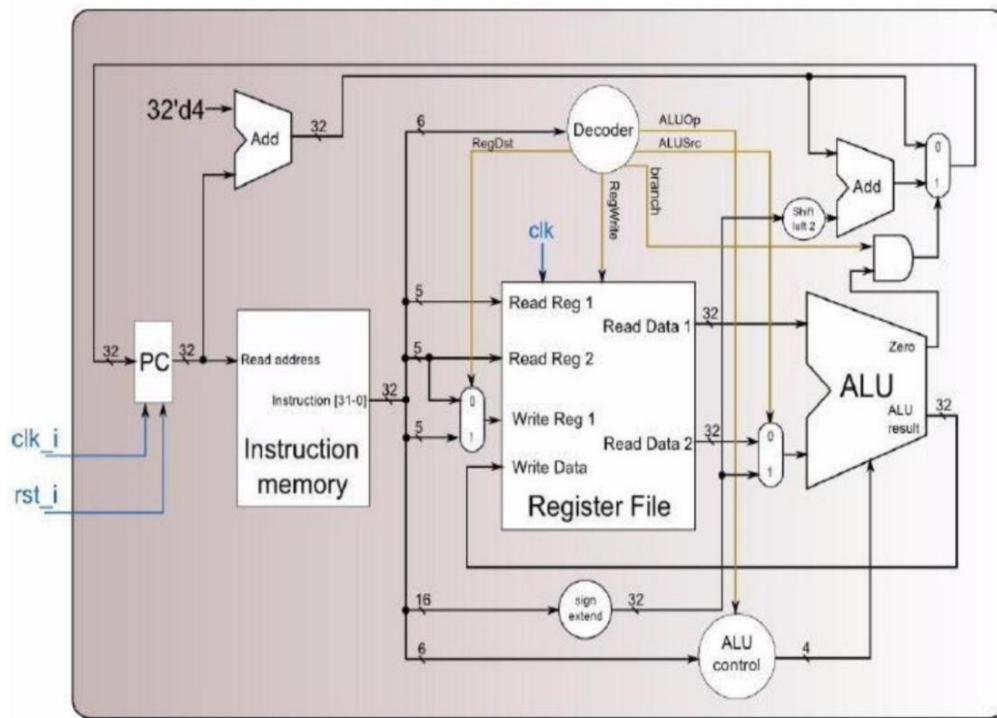 32'd4
Add
32
6
Decoder
ALUOp
RegDst
ALUSrc
branch
RegWrite
Add
Shift
left 2
0
1
clk
5
Read Reg 1
Read Data 1
32
Zero
32
PC
32
Read address
5
Read Reg 2
ALU
Instruction [31-0]
32
0
1
Write Reg 1
ALU
result
32
5
Read Data 2
32
0
1
clk_i
Instruction
memory
Write Data
Register File
rst_i
16
sign
extend
32
6
ALU
control
4